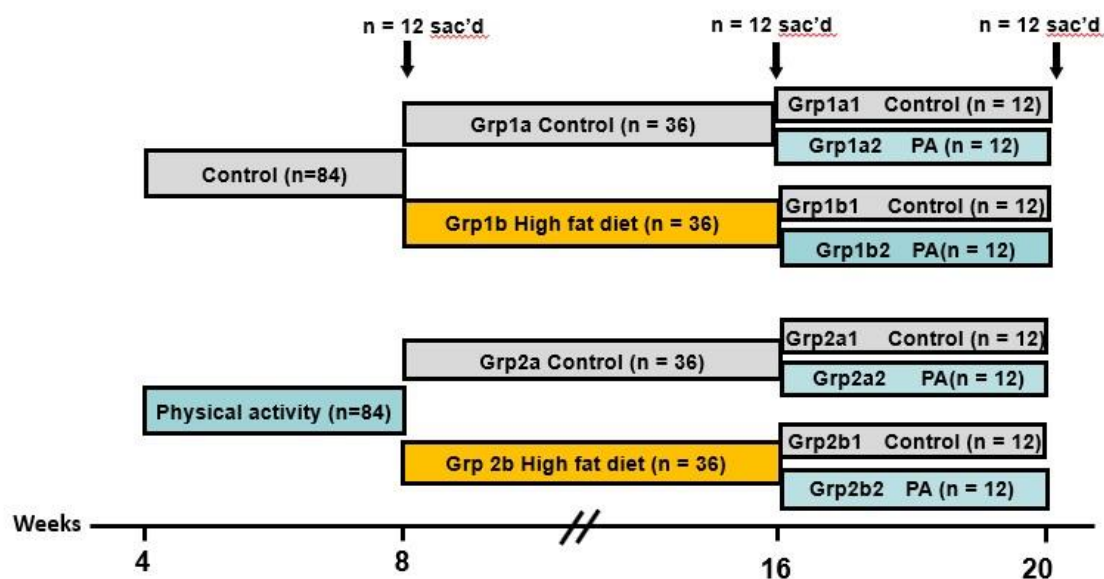 n = 12 sac’d
n = 12 sac’d
n = 12 sac’d
Grp1a1 Control (n = 12)
Grp1a Control (n = 36)
Grp1a2 PA (n = 12)
Control (n=84)
Grp1b1 Control (n = 12)
Grp1b High fat diet (n = 36)
Grp1b2 PA(n = 12)
Grp2a1 Control (n = 12)
Grp2a Control (n = 36)
Grp2a2 PA(n = 12)
Physical activity (n=84)
Grp2b1 Control (n = 12)
Grp 2b High fat diet (n = 36)
Grp2b2 PA (n = 12)
Weeks
4
8
16
20